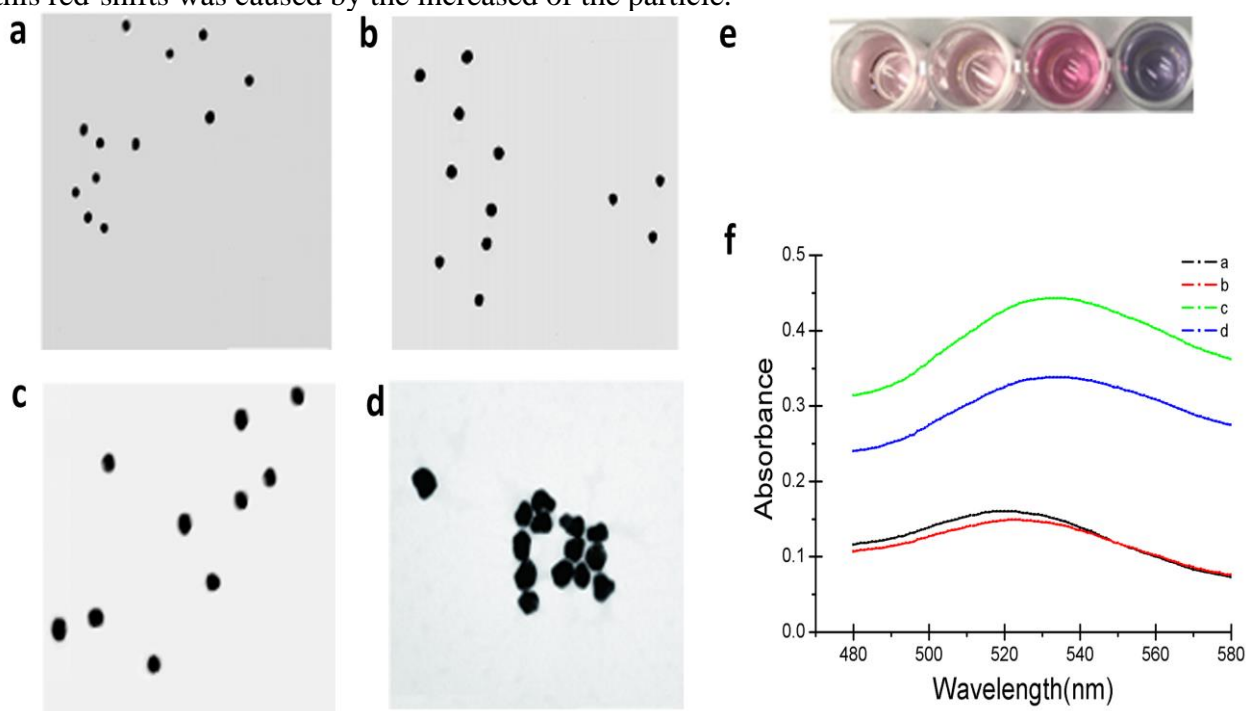 this red-shifts was caused by the increased of the particle.
a
b
e
c
d
f
0.5
0.4
0.3
0.2
0.1
0.0
Absorbance
480 500 520 540 560 580
Wavelength(nm)
a
b
c
d